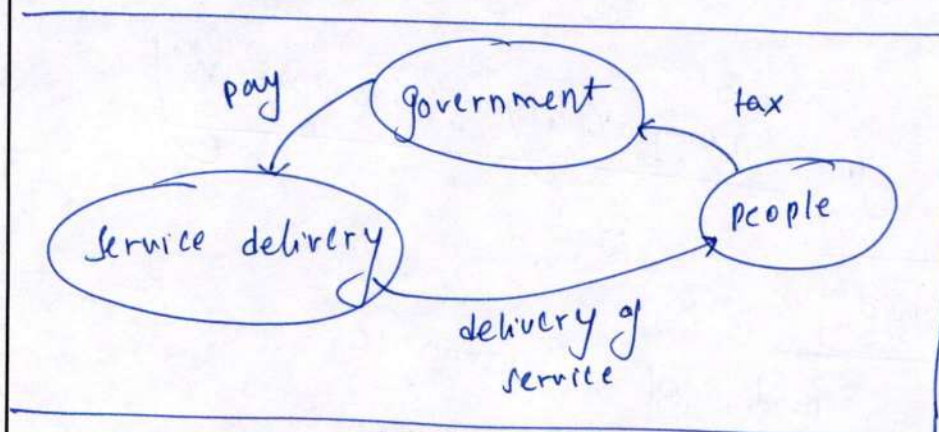 pay
government
tax
service delivery
people
delivery of
service